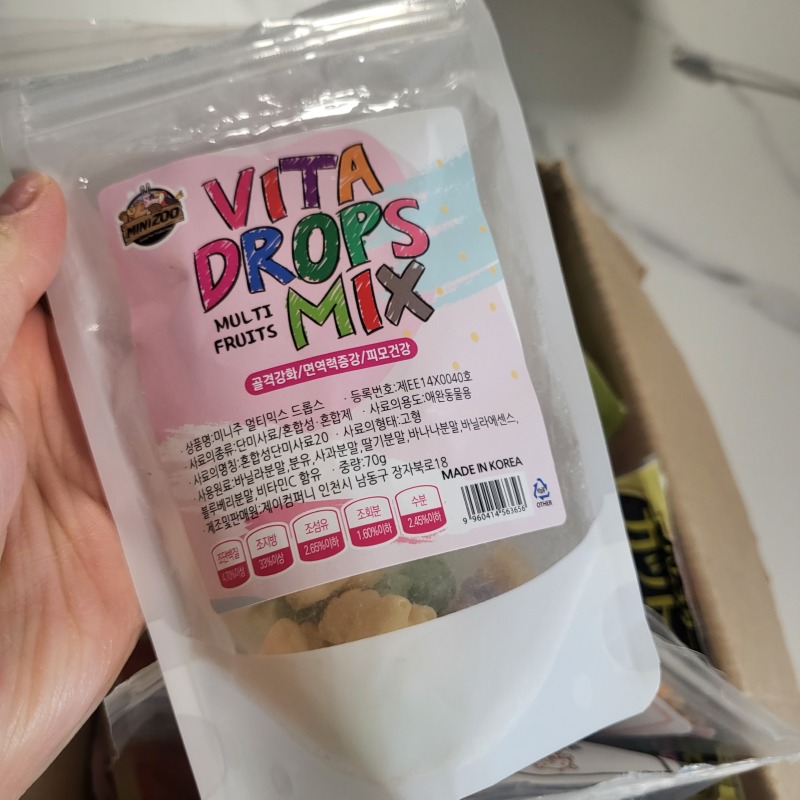 MINIZOO
VITA
DROPS
MULTI
FRUITS
MIX
골격강화/면역력증강/피모건강
· 상품명:미니주 멀티믹스 드롭스 · 등록번호:제EE14X0040호
· 사료의종류:단미사료/혼합성·혼합제 · 사료의용도:애완동물용
· 사료의명칭:혼합성단미사료20 · 사료의형태:고형
· 사용원료:바닐라분말,분유,사과분말,딸기분말,바나나분말,바닐라에센스,
블루베리분말,비타민C 함유 · 중량:70g
· 제조및판매원:제이컴퍼니 인천시 남동구 장자북로18
MADE IN KOREA
조단백질 조지방 조섬유 조회분 수분
4.70%이상 33%이상 2.65%이하 1.60%이하 2.45%이하
9 960414 563656
OTHER